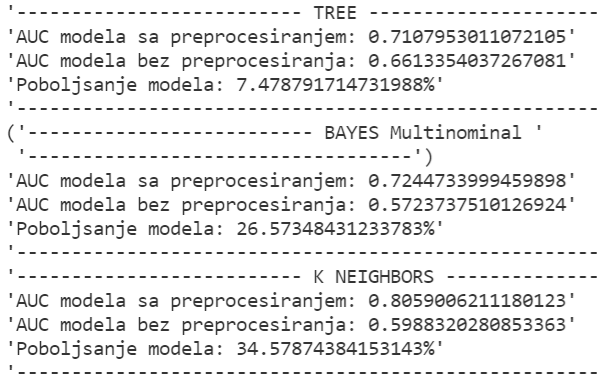 '--------------------------- TREE ----------------------
'AUC modela sa preprocesiranjem: 0.7107953011072105'
'AUC modela bez preprocesiranja: 0.6613354037267081'
'Poboljsanje modela: 7.478791714731988%'
'--------------------------------------------------------
('--------------------------- BAYES Multinominal '
'-------------------------------------')
'AUC modela sa preprocesiranjem: 0.7244733999459898'
'AUC modela bez preprocesiranja: 0.5723737510126924'
'Poboljsanje modela: 26.57348431233783%'
'--------------------------------------------------------
'--------------------------- K NEIGHBORS ---------------
'AUC modela sa preprocesiranjem: 0.8059006211180123'
'AUC modela bez preprocesiranja: 0.5988320280853363'
'Poboljsanje modela: 34.57874384153143%'
'--------------------------------------------------------